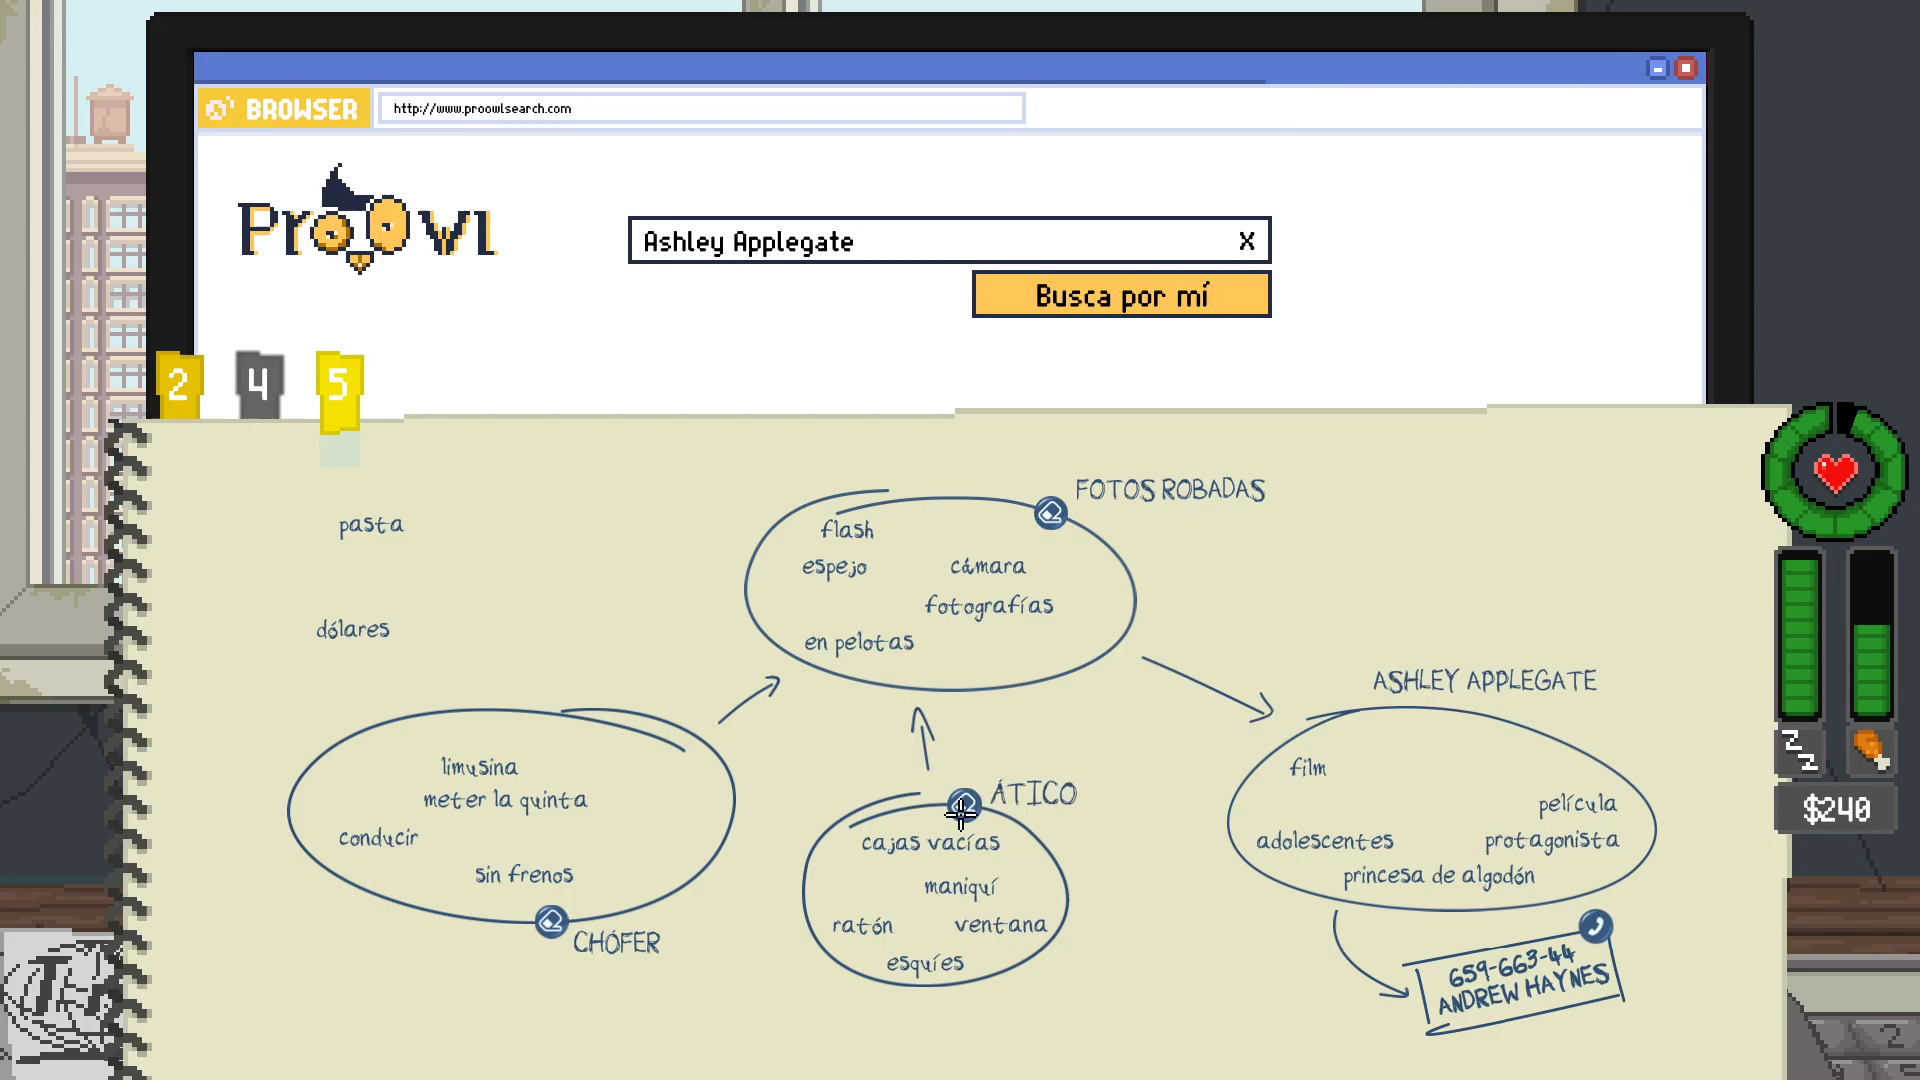 BROWSER
http://www.proowlsearch.com
PrOOwl
Ashley Applegate
X
Busca por mí
2
4
5
FOTOS ROBADAS
flash
espejo
cámara
fotografías
en pelotas
pasta
dólares
ASHLEY APPLEGATE
film
película
adolescentes
protagonista
princesa de algodón
limusina
meter la quinta
conducir
sin frenos
CHÓFER
ÁTICO
cajas vacías
maniquí
ratón
ventana
esquíes
659-663-44
ANDREW HAYNES
Z
Z
$240
2